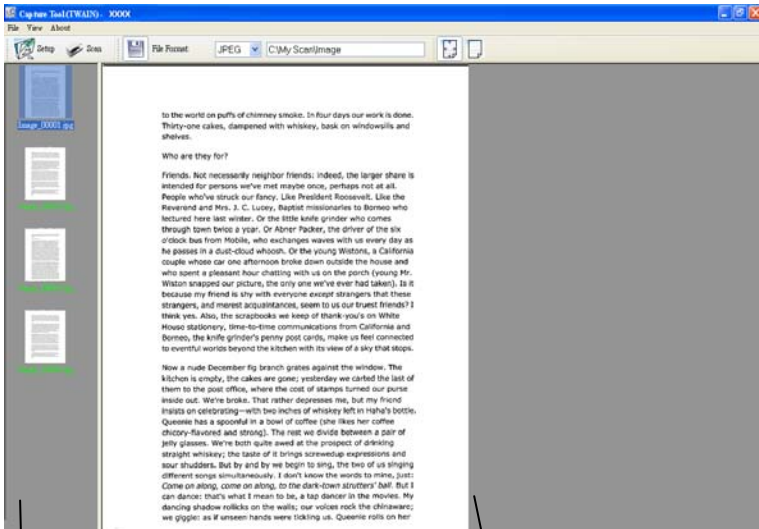 Capture Tool(TWAIN) - XXXX
File View About
Setup Scan File Format JPEG C:\My Scan\Image
Image_00001.jpg
to the world on puffs of chimney smoke. In four days our work is done.
Thirty-one cakes, dampened with whiskey, bask on windowsills and
shelves.
Who are they for?
Friends. Not necessarily neighbor friends: indeed, the larger share is
intended for persons we've met maybe once, perhaps not at all.
People who've struck our fancy. Like President Roosevelt. Like the
Reverend and Mrs. J. C. Lucey, Baptist missionaries to Borneo who
lectured here last winter. Or the little knife grinder who comes
through town twice a year. Or Abner Packer, the driver of the six
o'clock bus from Mobile, who exchanges waves with us every day as
he passes in a dust-cloud whoosh. Or the young Wistons, a California
couple whose car one afternoon broke down outside the house and
who spent a pleasant hour chatting with us on the porch (young Mr.
Wiston snapped our picture, the only one we've ever had taken). Is it
because my friend is shy with everyone except strangers that these
strangers, and merest acquaintances, seem to us our truest friends? I
think yes. Also, the scrapbooks we keep of thank-you's on White
House stationery, time-to-time communications from California and
Borneo, the knife grinder's penny post cards, make us feel connected
to eventful worlds beyond the kitchen with its view of a sky that stops.
Now a nude December fig branch grates against the window. The
kitchen is empty, the cakes are gone; yesterday we carted the last of
them to the post office, where the cost of stamps turned our purse
inside out. We're broke. That rather depresses me, but my friend
insists on celebrating—with two inches of whiskey left in Haha's bottle.
Queenie has a spoonful in a bowl of coffee (she likes her coffee
chicory-flavored and strong). The rest we divide between a pair of
jelly glasses. We're both quite awed at the prospect of drinking
straight whiskey; the taste of it brings screwedup expressions and
sour shudders. But by and by we begin to sing, the two of us singing
different songs simultaneously. I don't know the words to mine, just:
Come on along, come on along, to the dark-town strutters' ball. But I
can dance: that's what I mean to be, a tap dancer in the movies. My
dancing shadow rollicks on the walls; our voices rock the chinaware;
we giggle: as if unseen hands were tickling us. Queenie rolls on her